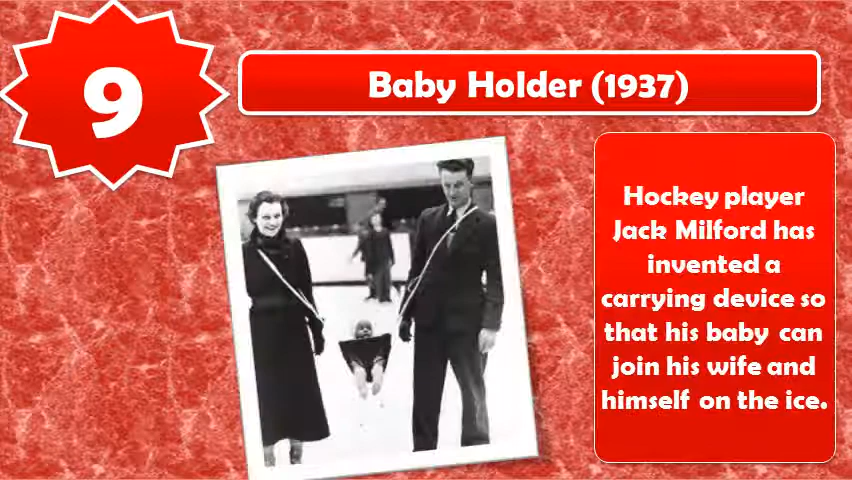 9
Baby Holder (1937)
Hockey player
Jack Milford has
invented a
carrying device so
that his baby can
join his wife and
himself on the ice.